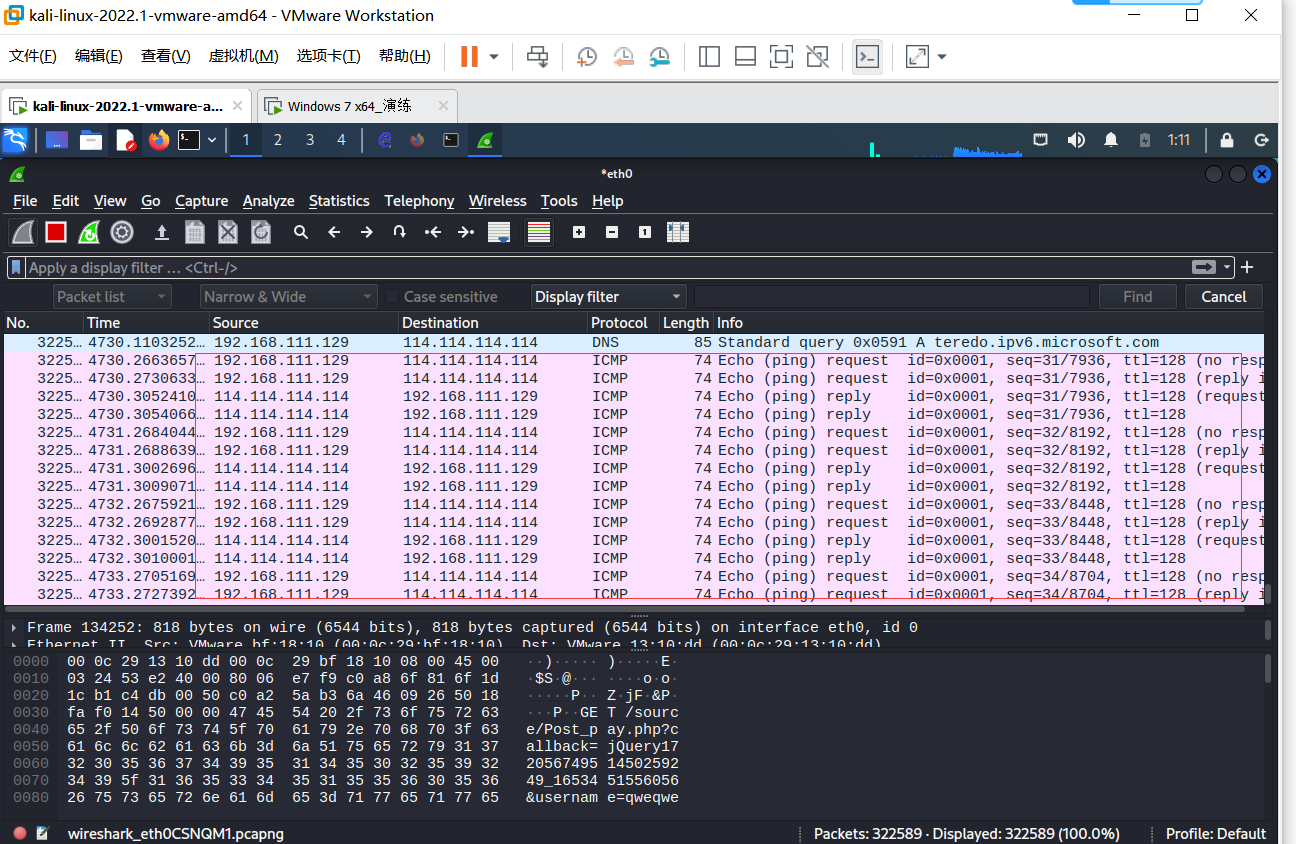 kali-linux-2022.1-vmware-amd64 - VMware Workstation
文件(F) 编辑(E) 查看(V) 虚拟机(M) 选项卡(T) 帮助(H)
kali-linux-2022.1-vmware-a... Windows 7 x64_演练
1 2 3 4 1:11
*eth0
File Edit View Go Capture Analyze Statistics Telephony Wireless Tools Help
Apply a display filter … <Ctrl-/>
Packet list Narrow & Wide Case sensitive Display filter Find Cancel
No. Time Source Destination Protocol Length Info
3225… 4730.1103252… 192.168.111.129 114.114.114.114 DNS 85 Standard query 0x0591 A teredo.ipv6.microsoft.com
3225… 4730.2663657… 192.168.111.129 114.114.114.114 ICMP 74 Echo (ping) request id=0x0001, seq=31/7936, ttl=128 (no resp
3225… 4730.2730633… 192.168.111.129 114.114.114.114 ICMP 74 Echo (ping) request id=0x0001, seq=31/7936, ttl=128 (reply i
3225… 4730.3052410… 114.114.114.114 192.168.111.129 ICMP 74 Echo (ping) reply id=0x0001, seq=31/7936, ttl=128 (request
3225… 4730.3054066… 114.114.114.114 192.168.111.129 ICMP 74 Echo (ping) reply id=0x0001, seq=31/7936, ttl=128
3225… 4731.2684044… 192.168.111.129 114.114.114.114 ICMP 74 Echo (ping) request id=0x0001, seq=32/8192, ttl=128 (no resp
3225… 4731.2688639… 192.168.111.129 114.114.114.114 ICMP 74 Echo (ping) request id=0x0001, seq=32/8192, ttl=128 (reply i
3225… 4731.3002696… 114.114.114.114 192.168.111.129 ICMP 74 Echo (ping) reply id=0x0001, seq=32/8192, ttl=128 (request
3225… 4731.3009071… 114.114.114.114 192.168.111.129 ICMP 74 Echo (ping) reply id=0x0001, seq=32/8192, ttl=128
3225… 4732.2675921… 192.168.111.129 114.114.114.114 ICMP 74 Echo (ping) request id=0x0001, seq=33/8448, ttl=128 (no resp
3225… 4732.2692877… 192.168.111.129 114.114.114.114 ICMP 74 Echo (ping) request id=0x0001, seq=33/8448, ttl=128 (reply i
3225… 4732.3001520… 114.114.114.114 192.168.111.129 ICMP 74 Echo (ping) reply id=0x0001, seq=33/8448, ttl=128 (request
3225… 4732.3010001… 114.114.114.114 192.168.111.129 ICMP 74 Echo (ping) reply id=0x0001, seq=33/8448, ttl=128
3225… 4733.2705169… 192.168.111.129 114.114.114.114 ICMP 74 Echo (ping) request id=0x0001, seq=34/8704, ttl=128 (no resp
3225… 4733.2727392… 192.168.111.129 114.114.114.114 ICMP 74 Echo (ping) request id=0x0001, seq=34/8704, ttl=128 (reply i
Frame 134252: 818 bytes on wire (6544 bits), 818 bytes captured (6544 bits) on interface eth0, id 0
Ethernet II, Src: VMware_bf:18:10 (00:0c:29:bf:18:10), Dst: VMware_13:10:dd (00:0c:29:13:10:dd)
0000 00 0c 29 13 10 dd 00 0c 29 bf 18 10 08 00 45 00 ··)····· )·····E·
0010 03 24 53 e2 40 00 80 06 e7 f9 c0 a8 6f 81 6f 1d ·$S·@··· ····o·o·
0020 1c b1 c4 db 00 50 c0 a2 5a b3 6a 46 09 26 50 18 ·····P·· Z·jF·&P·
0030 fa f0 14 50 00 00 47 45 54 20 2f 73 6f 75 72 63 ···P··GE T /sourc
0040 65 2f 50 6f 73 74 5f 70 61 79 2e 70 68 70 3f 63 e/Post_p ay.php?c
0050 61 6c 6c 62 61 63 6b 3d 6a 51 75 65 72 79 31 37 allback= jQuery17
0060 32 30 35 36 37 34 39 35 31 34 35 30 32 35 39 32 20567495 14502592
0070 34 39 5f 31 36 35 33 34 35 31 35 35 36 30 35 36 49_16534 51556056
0080 26 75 73 65 72 6e 61 6d 65 3d 71 77 65 71 77 65 &usernam e=qweqwe
wireshark_eth0CSNQM1.pcapng Packets: 322589 · Displayed: 322589 (100.0%) Profile: Default